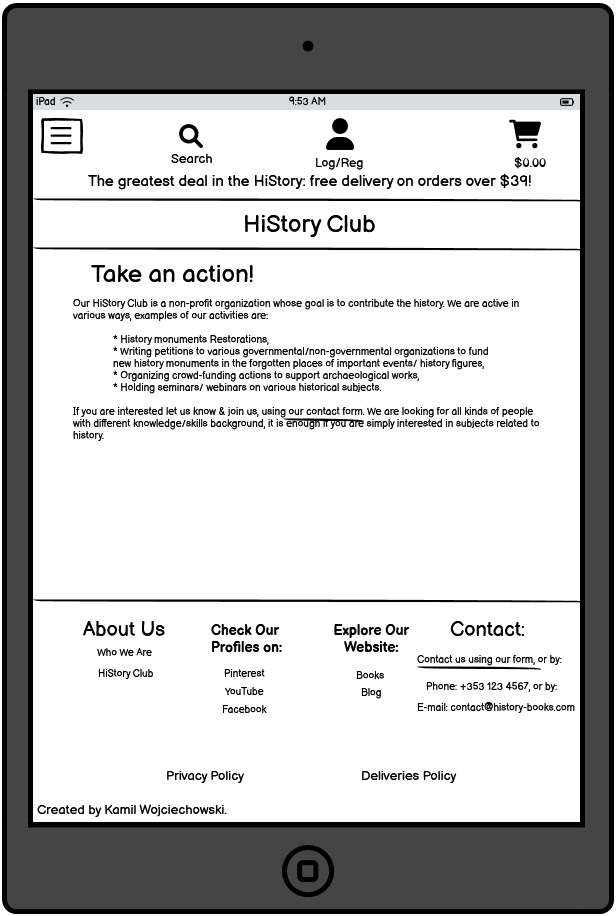 iPad 9:53 AM
Search Log/Reg $0.00
The greatest deal in the HiStory: free delivery on orders over $39!
HiStory Club
Take an action!
Our HiStory Club is a non-profit organization whose goal is to contribute the history. We are active in
various ways, examples of our activities are:
* History monuments Restorations,
* Writing petitions to various governmental/non-governmental organizations to fund
new history monuments in the forgotten places of important events/ history figures,
* Organizing crowd-funding actions to support archaeological works,
* Holding seminars/ webinars on various historical subjects.
If you are interested let us know & join us, using our contact form. We are looking for all kinds of people
with different knowledge/skills background, it is enough if you are simply interested in subjects related to
history.
About Us
Who We Are
HiStory Club
Check Our
Profiles on:
Pinterest
YouTube
Facebook
Explore Our
Website:
Books
Blog
Contact:
Contact us using our form, or by:
Phone: +353 123 4567, or by:
E-mail: contact@history-books.com
Privacy Policy Deliveries Policy
Created by Kamil Wojciechowski.